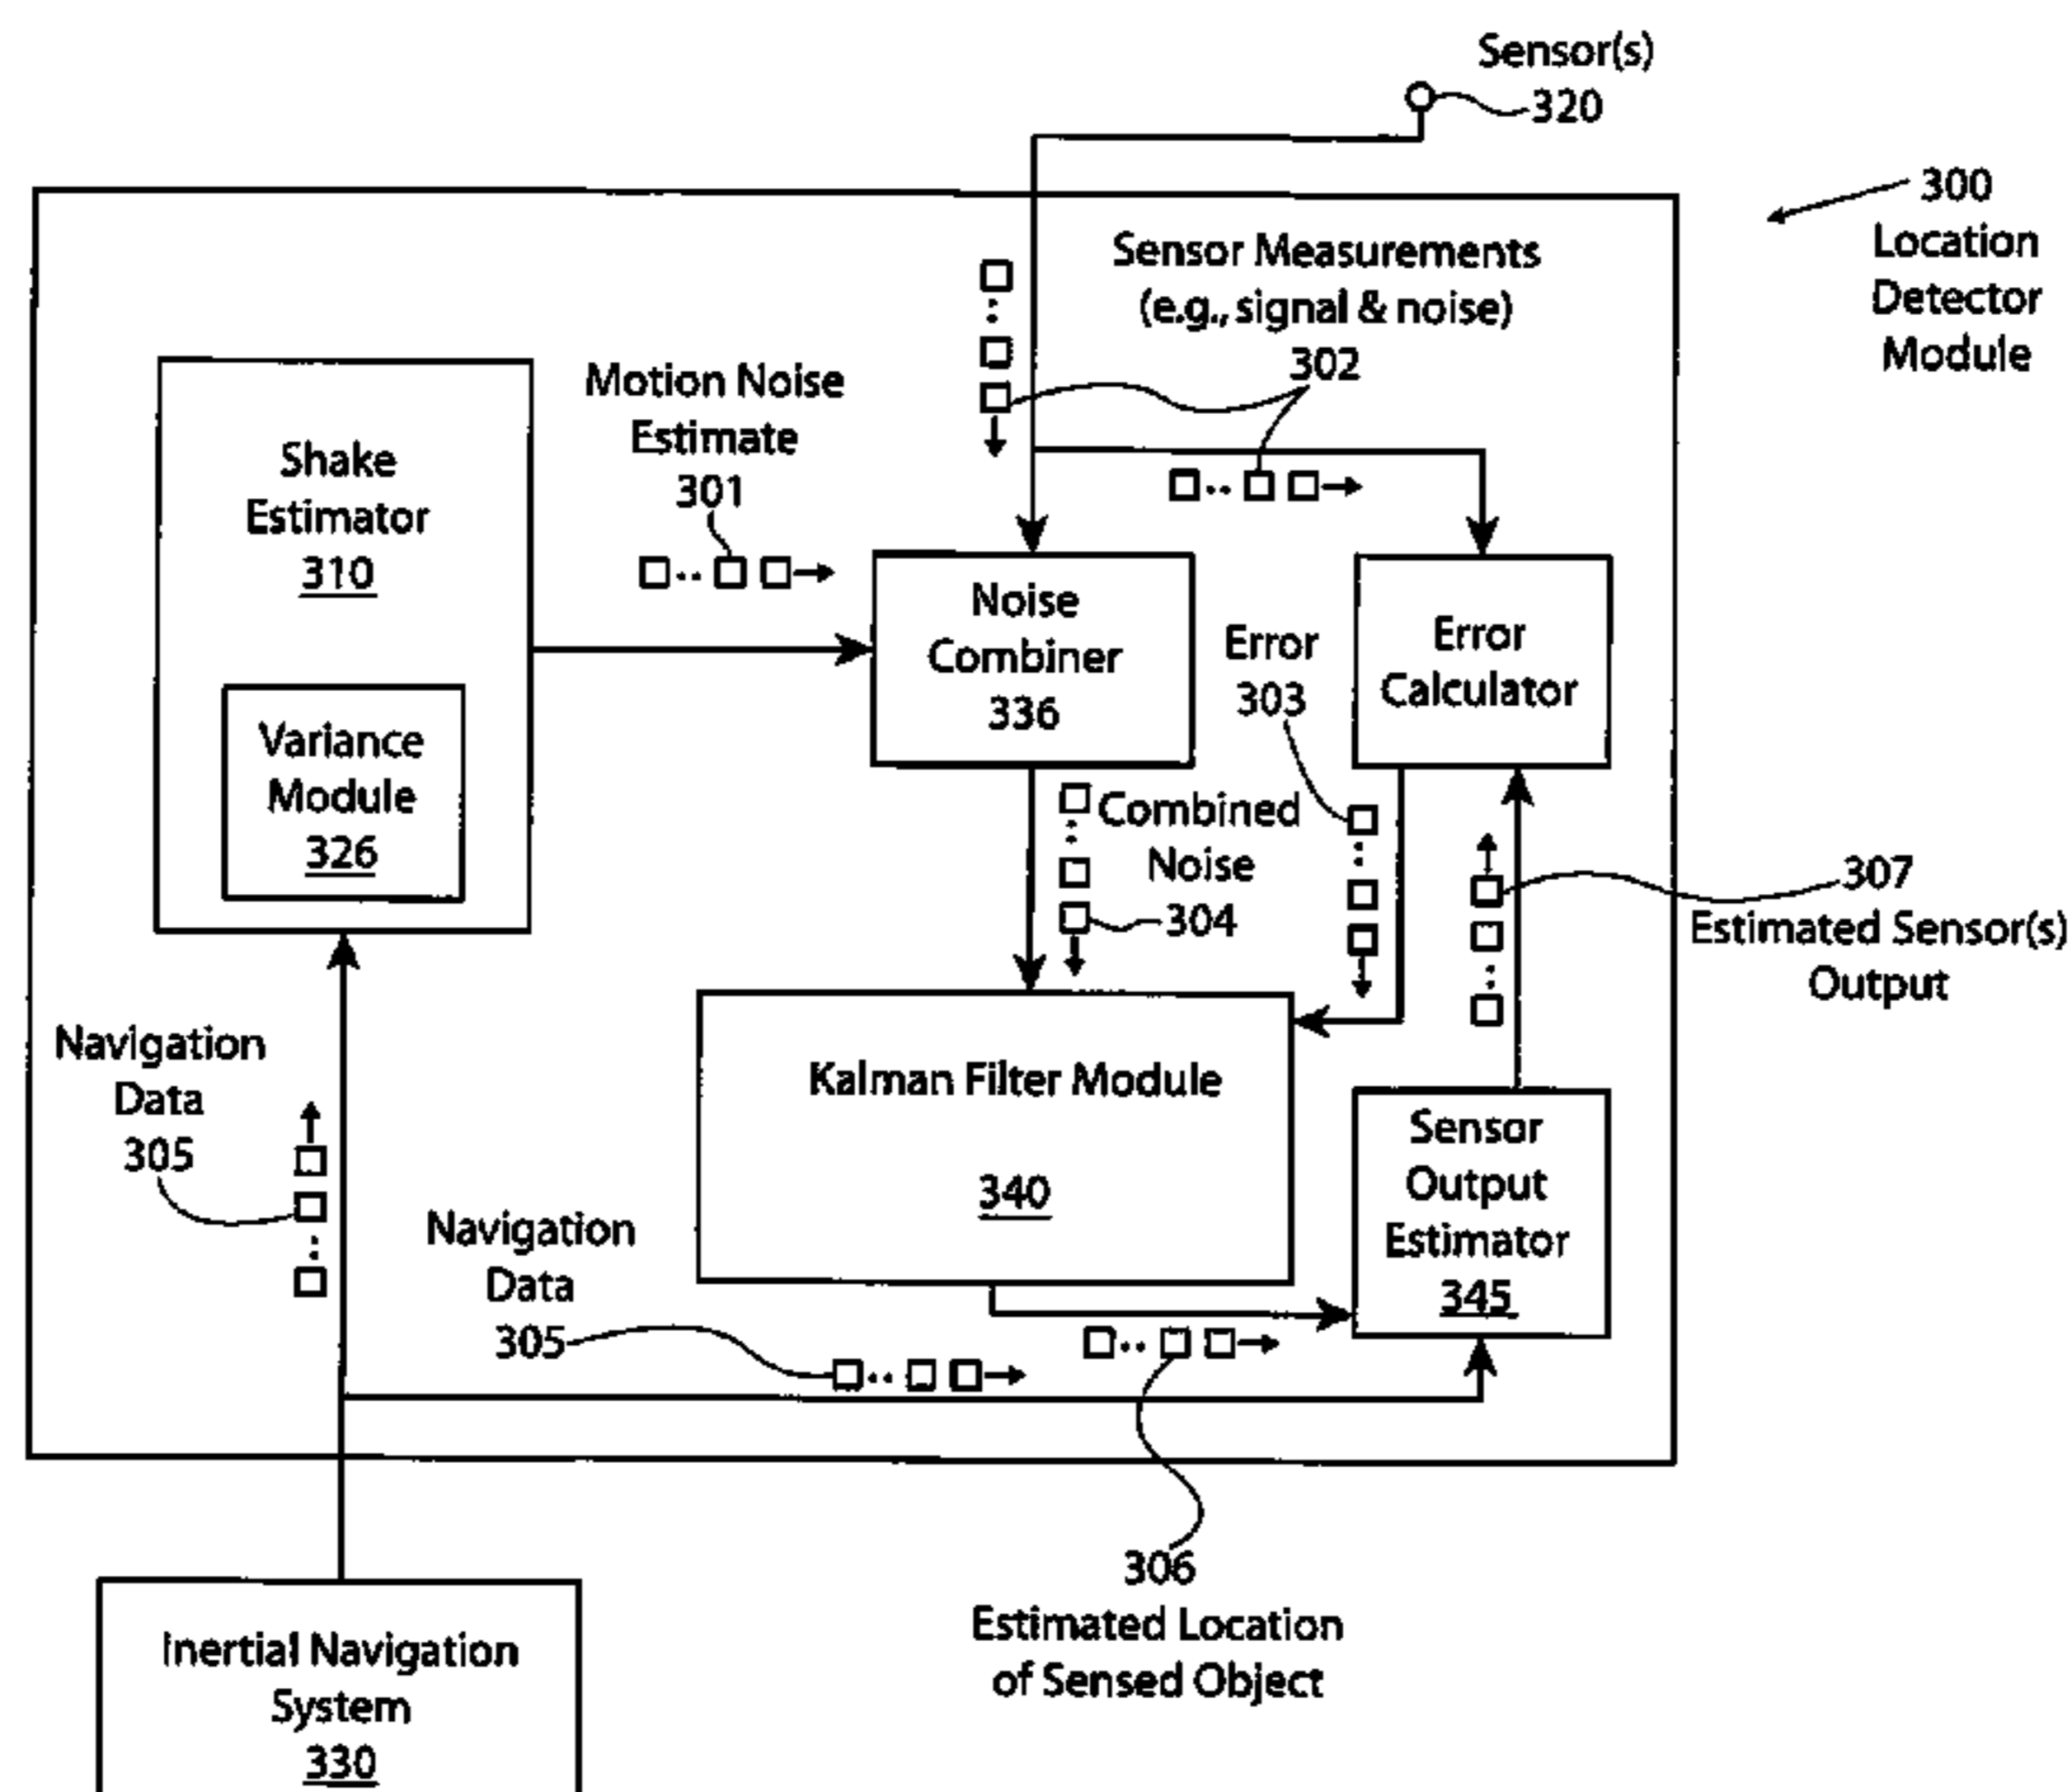 Sensor(s)
320
300
Location
Detector
Module
Sensor Measurements
(e.g., signal & noise)
302
Motion Noise
Estimate
301
Shake
Estimator
310
Variance
Module
326
Noise
Combiner
336
Error
303
Error
Calculator
Combined
Noise
304
307
Estimated Sensor(s)
Output
Navigation
Data
305
Kalman Filter Module
340
Sensor
Output
Estimator
345
Navigation
Data
305
306
Estimated Location
of Sensed Object
Inertial Navigation
System
330